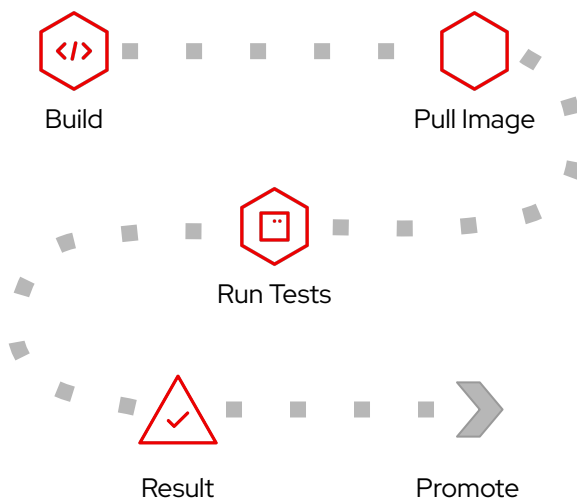 Build
Pull Image
Run Tests
Result
Promote